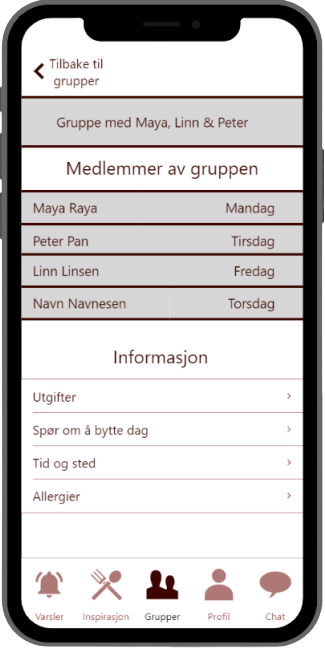 Tilbake til
grupper
Gruppe med Maya, Linn & Peter
Medlemmer av gruppen
Maya Raya Mandag
Peter Pan Tirsdag
Linn Linsen Fredag
Navn Navnesen Torsdag
Informasjon
Utgifter
Spør om å bytte dag
Tid og sted
Allergier
Varsler Inspirasjon Grupper Profil Chat